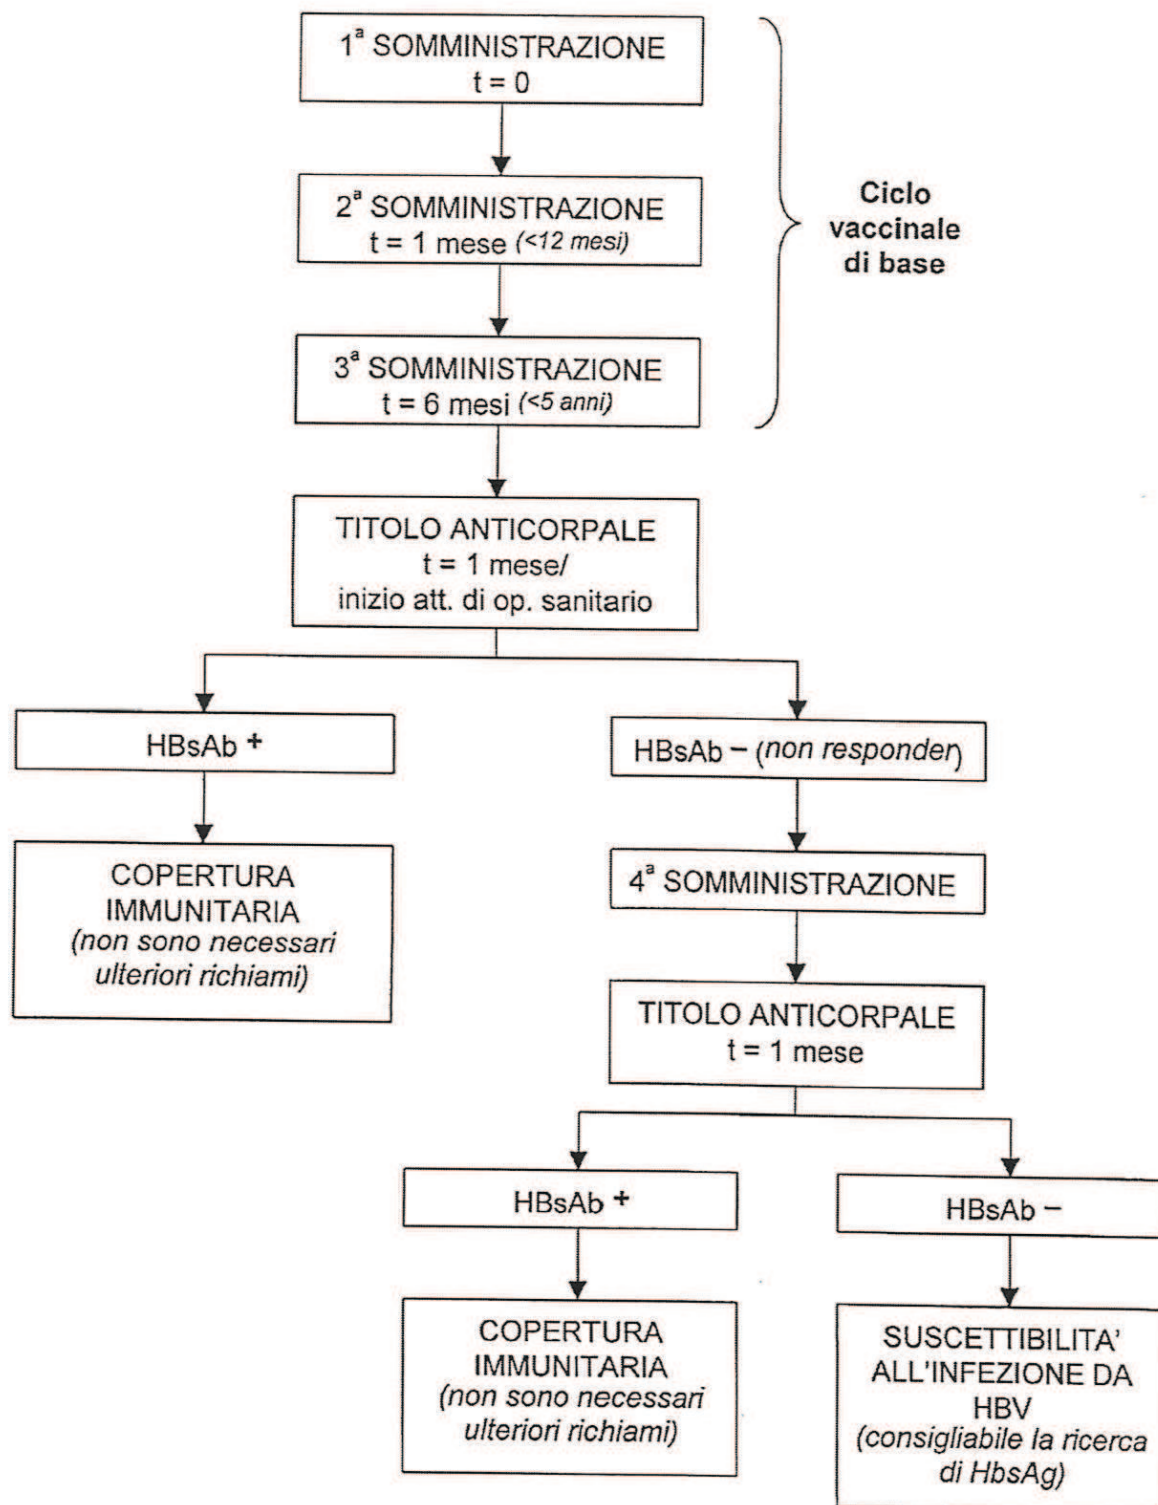 1ª SOMMINISTRAZIONE
t = 0
2ª SOMMINISTRAZIONE
t = 1 mese (<12 mesi)
3ª SOMMINISTRAZIONE
t = 6 mesi (<5 anni)
Ciclo
vaccinale
di base
TITOLO ANTICORPALE
t = 1 mese/
inizio att. di op. sanitario
HBsAb +
HBsAb – (non responder)
COPERTURA
IMMUNITARIA
(non sono necessari
ulteriori richiami)
4ª SOMMINISTRAZIONE
TITOLO ANTICORPALE
t = 1 mese
HBsAb +
HBsAb –
COPERTURA
IMMUNITARIA
(non sono necessari
ulteriori richiami)
SUSCETTIBILITA'
ALL'INFEZIONE DA
HBV
(consigliabile la ricerca
di HbsAg)